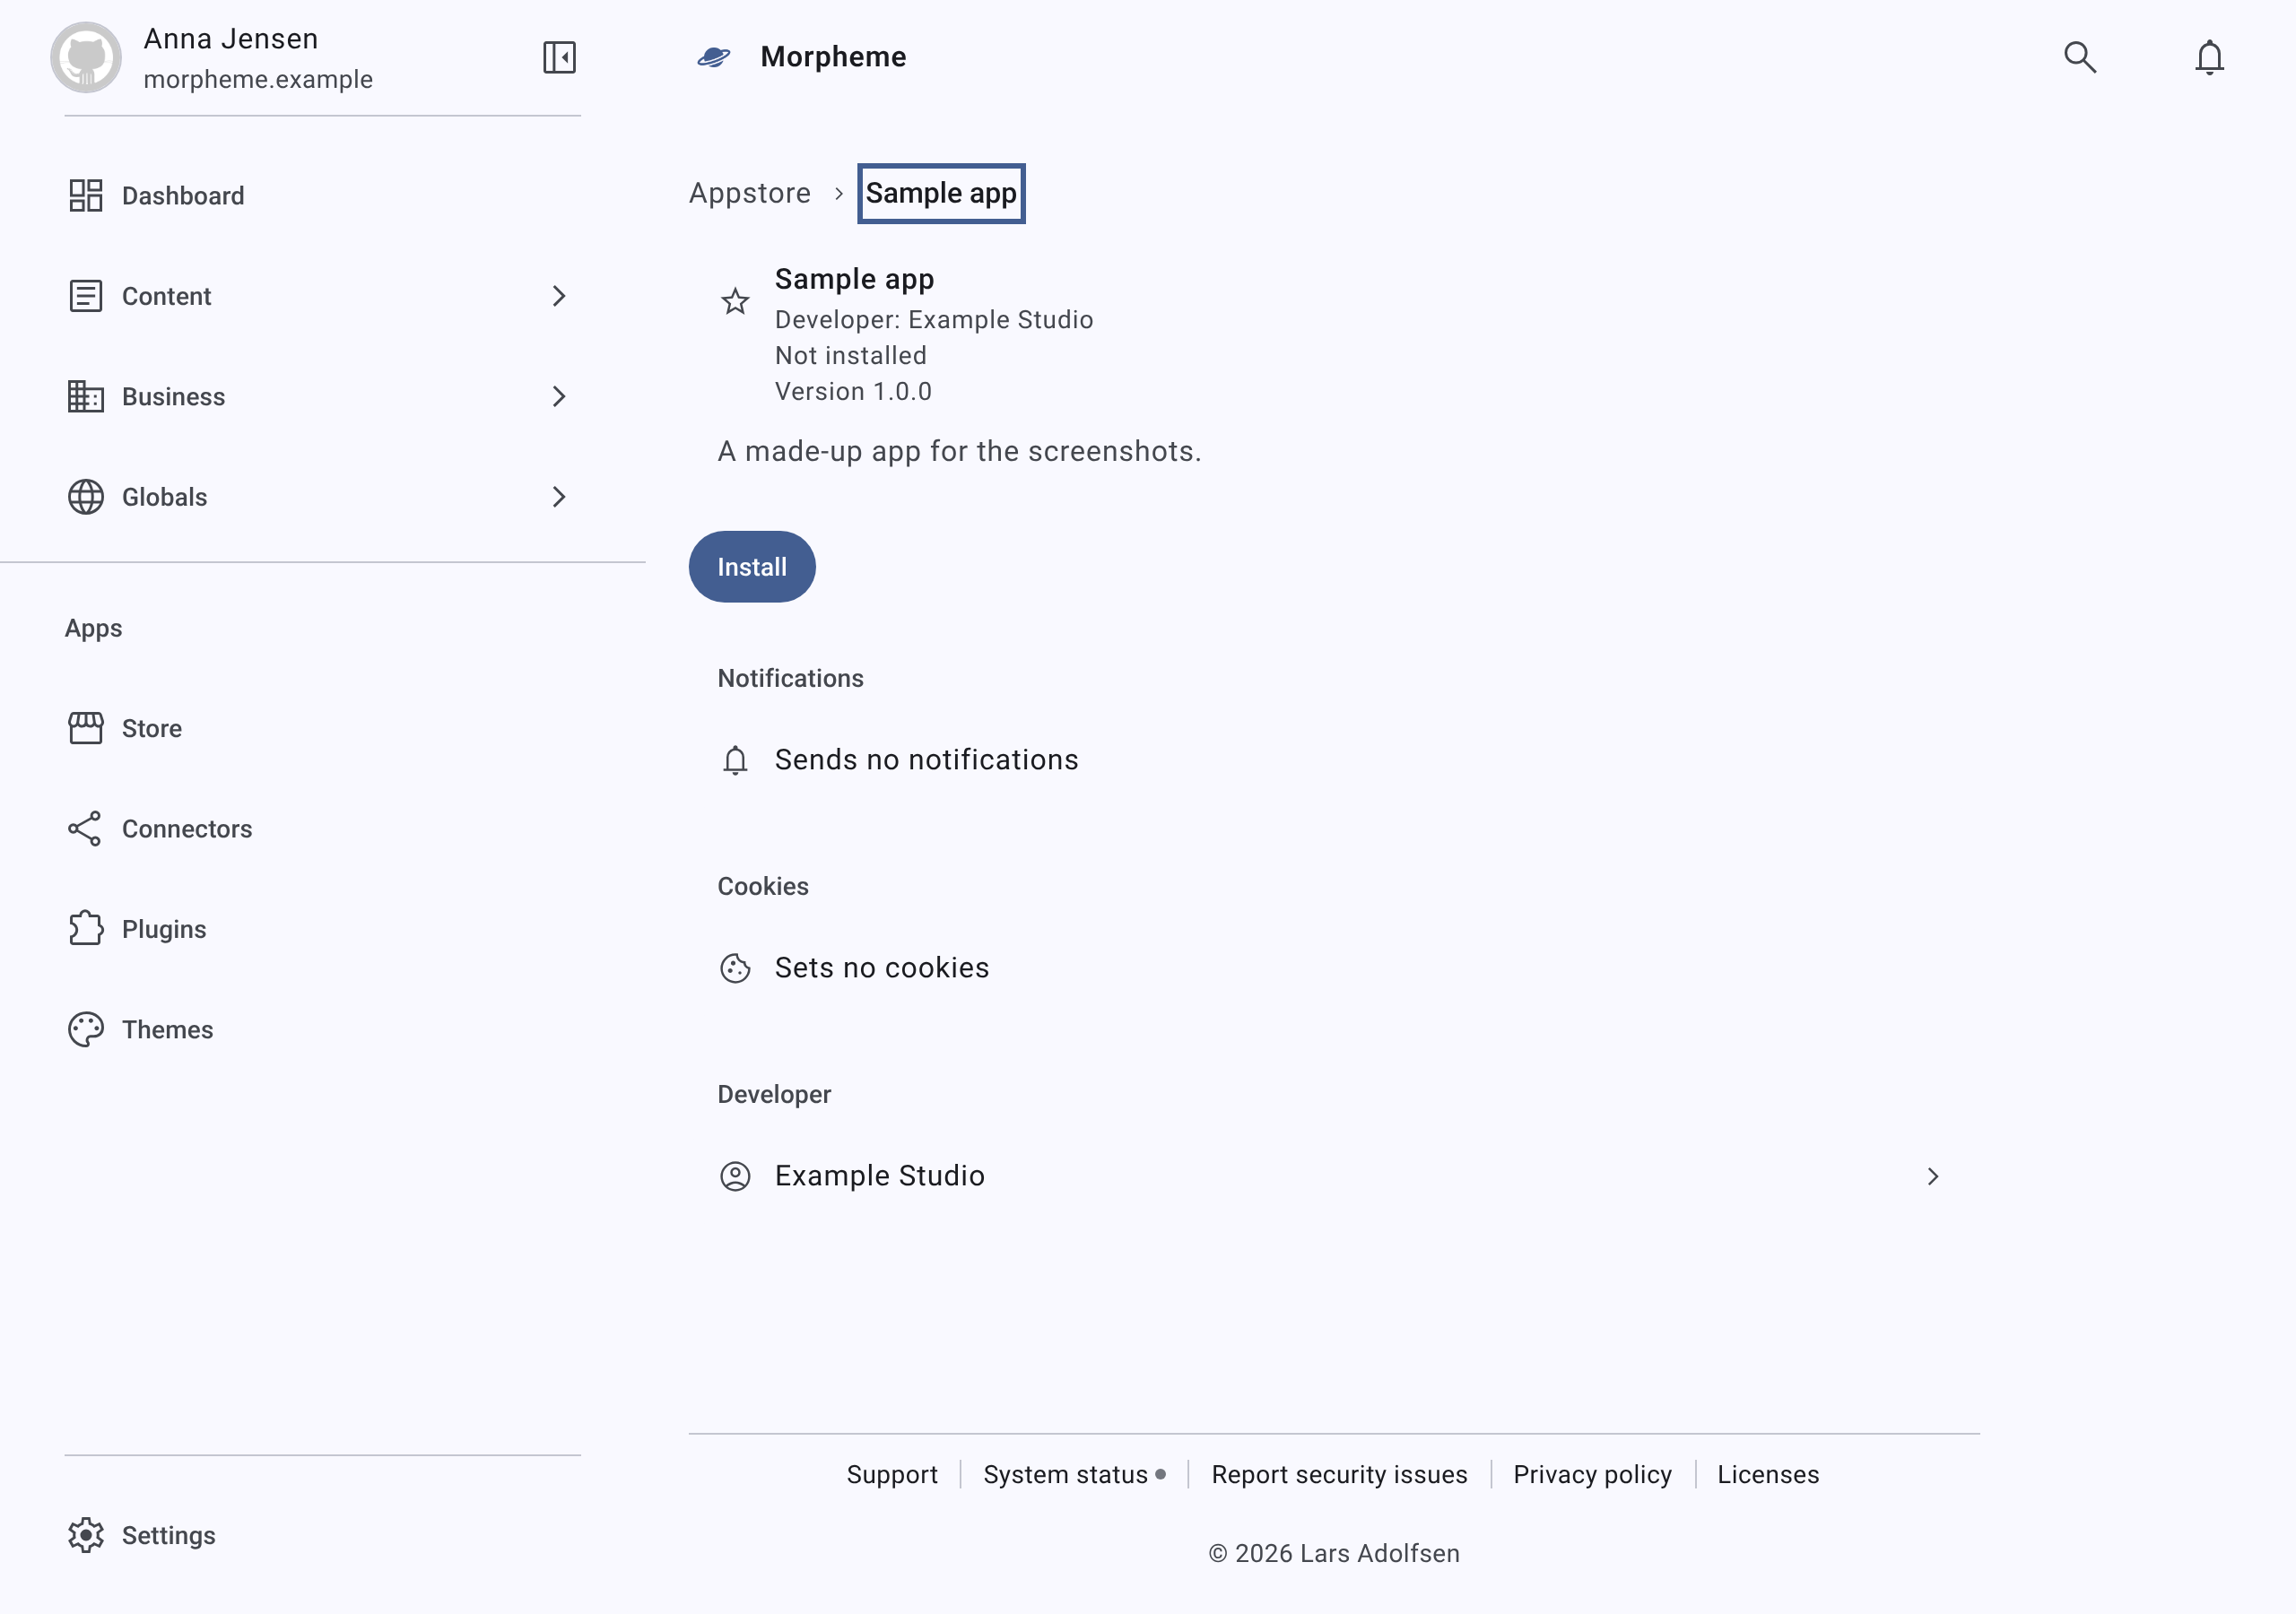 Anna Jensen
morpheme.example
Morpheme
Dashboard
Content
Business
Globals
Apps
Store
Connectors
Plugins
Themes
Settings
Appstore
Sample app
Sample app
Developer: Example Studio
Not installed
Version 1.0.0
A made-up app for the screenshots.
Install
Notifications
Sends no notifications
Cookies
Sets no cookies
Developer
Example Studio
Support
System status
Report security issues
Privacy policy
Licenses
© 2026 Lars Adolfsen